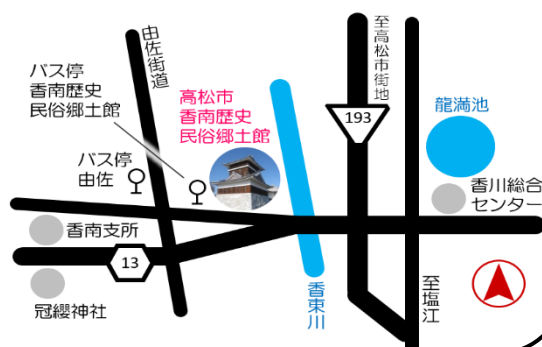 由佐街道
至高松市街地
バス停
香南歴史
民俗郷土館
高松市
香南歴史
民俗郷土館
193
龍満池
バス停
由佐
香川総合
センター
香南支所
13
冠纓神社
香東川
至塩江